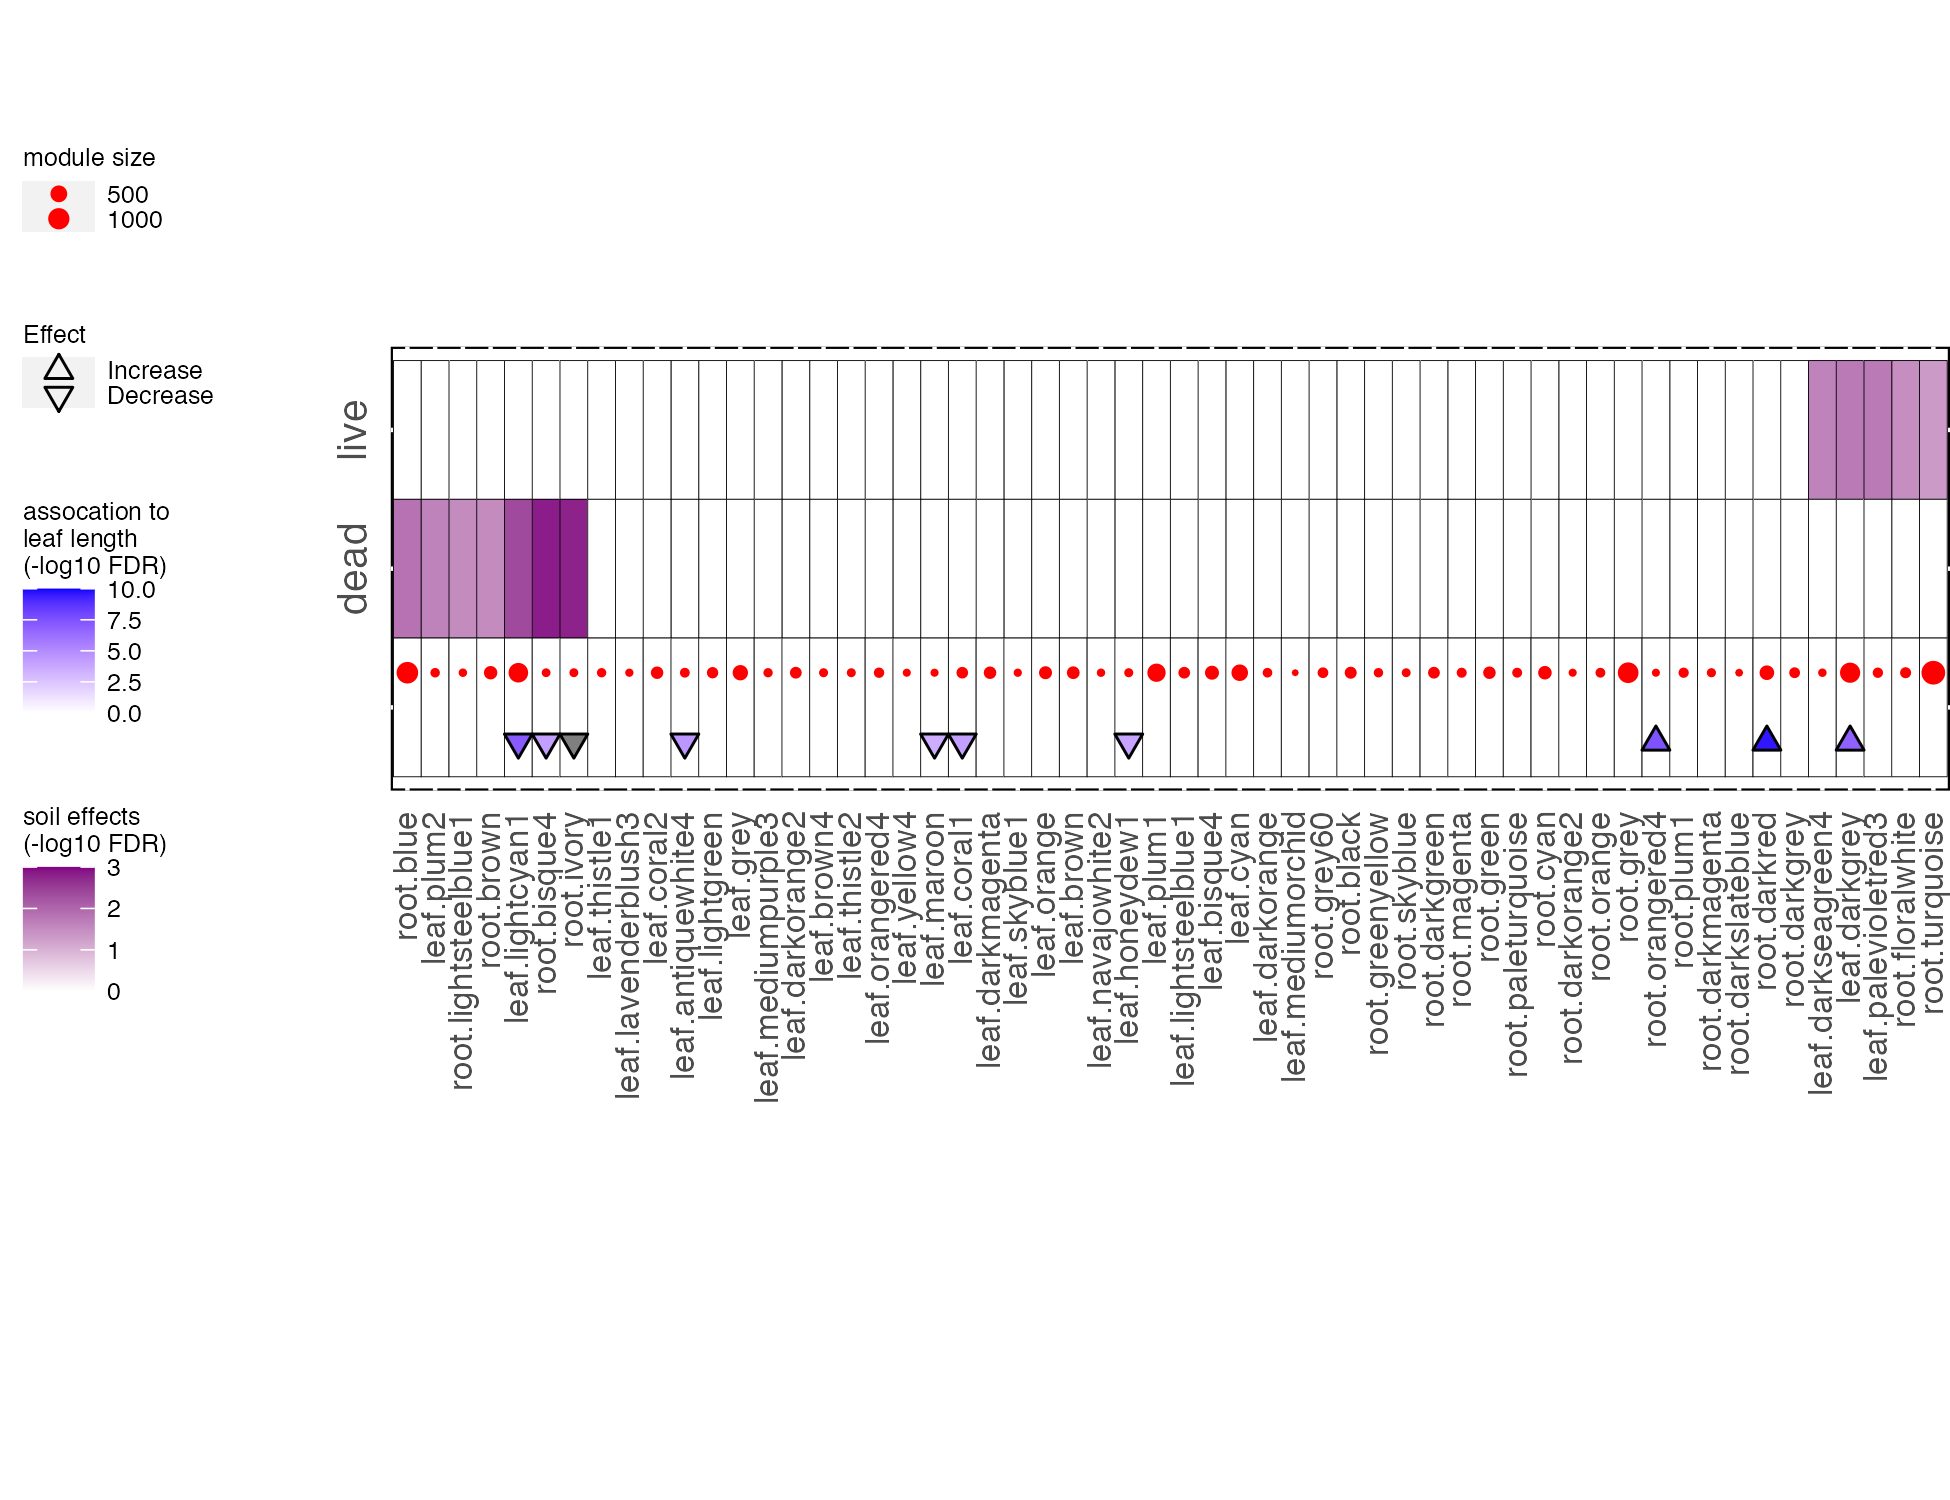 module size
500
1000
Effect
Increase
Decrease
assocation to
leaf length
(-log10 FDR)
10.0
7.5
5.0
2.5
0.0
soil effects
(-log10 FDR)
3
2
1
0
live
dead
root.blue
leaf.plum2
root.lightsteelblue1
root.brown
leaf.lightcyan1
root.bisque4
root.ivory
leaf.thistle1
leaf.lavenderblush3
leaf.coral2
leaf.antiquewhite4
leaf.lightgreen
leaf.grey
leaf.mediumpurple3
leaf.darkorange2
leaf.brown4
leaf.thistle2
leaf.orangered4
leaf.yellow4
leaf.maroon
leaf.coral1
leaf.darkmagenta
leaf.skyblue1
leaf.orange
leaf.brown
leaf.navajowhite2
leaf.honeydew1
leaf.plum1
leaf.lightsteelblue1
leaf.bisque4
leaf.cyan
leaf.darkorange
leaf.mediumorchid
root.grey60
root.black
root.greenyellow
root.skyblue
root.darkgreen
root.magenta
root.green
root.paleturquoise
root.cyan
root.darkorange2
root.orange
root.grey
root.orangered4
root.plum1
root.darkmagenta
root.darkslateblue
root.darkred
root.darkgrey
leaf.darkseagreen4
leaf.darkgrey
leaf.palevioletred3
root.floralwhite
root.turquoise